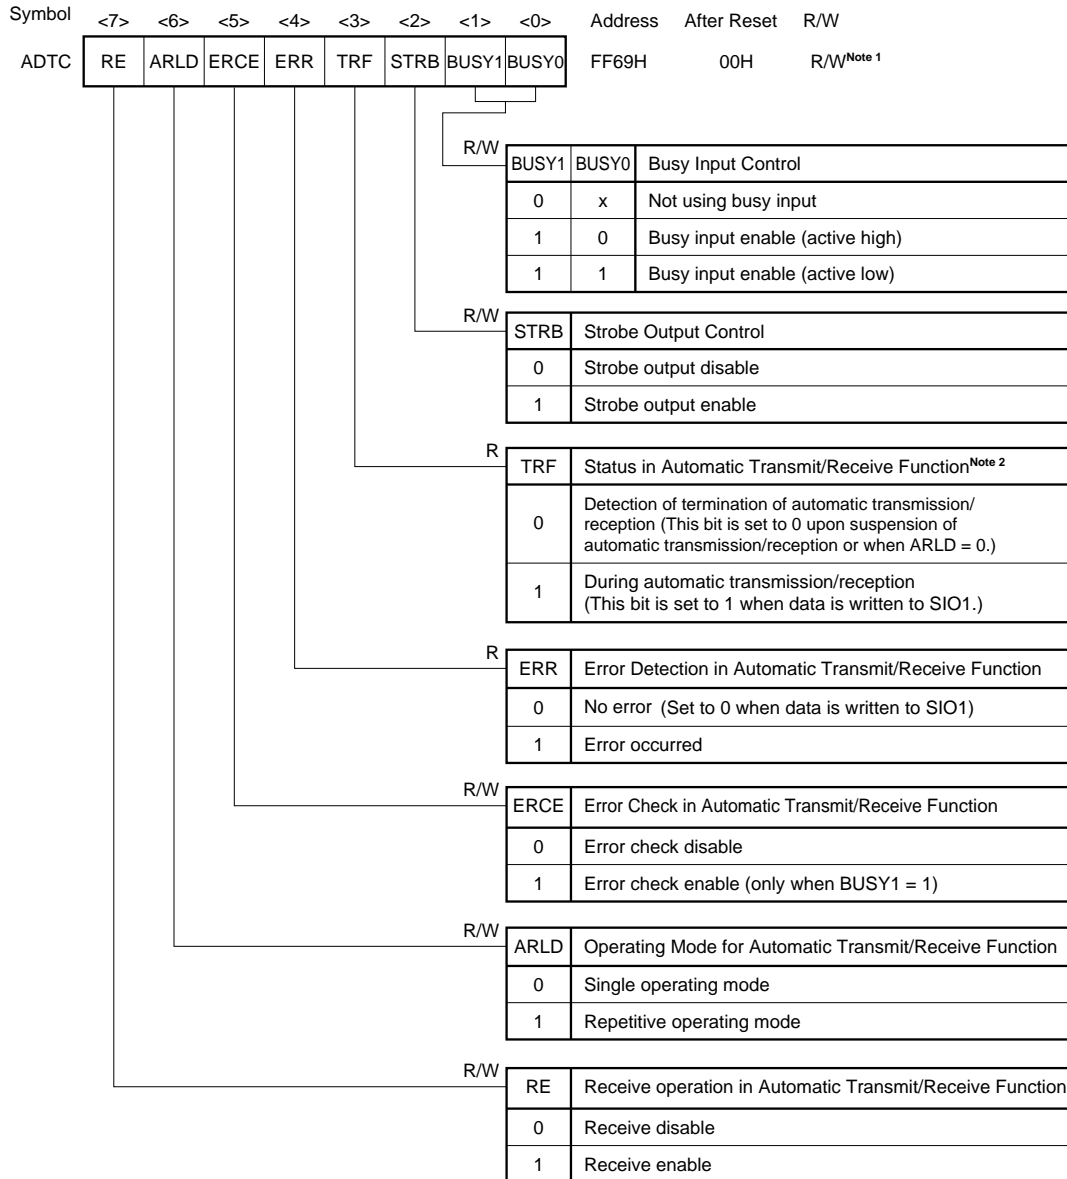 Symbol <7> <6> <5> <4> <3> <2> <1> <0> Address After Reset R/W
ADTC RE ARLD ERCE ERR TRF STRB BUSY1 BUSY0 FF69H 00H R/WNote 1
R/W
BUSY1 BUSY0 Busy Input Control
0 x Not using busy input
1 0 Busy input enable (active high)
1 1 Busy input enable (active low)
R/W
STRB Strobe Output Control
0 Strobe output disable
1 Strobe output enable
R
TRF Status in Automatic Transmit/Receive FunctionNote 2
0 Detection of termination of automatic transmission/
reception (This bit is set to 0 upon suspension of
automatic transmission/reception or when ARLD = 0.)
1 During automatic transmission/reception
(This bit is set to 1 when data is written to SIO1.)
R
ERR Error Detection in Automatic Transmit/Receive Function
0 No error (Set to 0 when data is written to SIO1)
1 Error occurred
R/W
ERCE Error Check in Automatic Transmit/Receive Function
0 Error check disable
1 Error check enable (only when BUSY1 = 1)
R/W
ARLD Operating Mode for Automatic Transmit/Receive Function
0 Single operating mode
1 Repetitive operating mode
R/W
RE Receive operation in Automatic Transmit/Receive Function
0 Receive disable
1 Receive enable